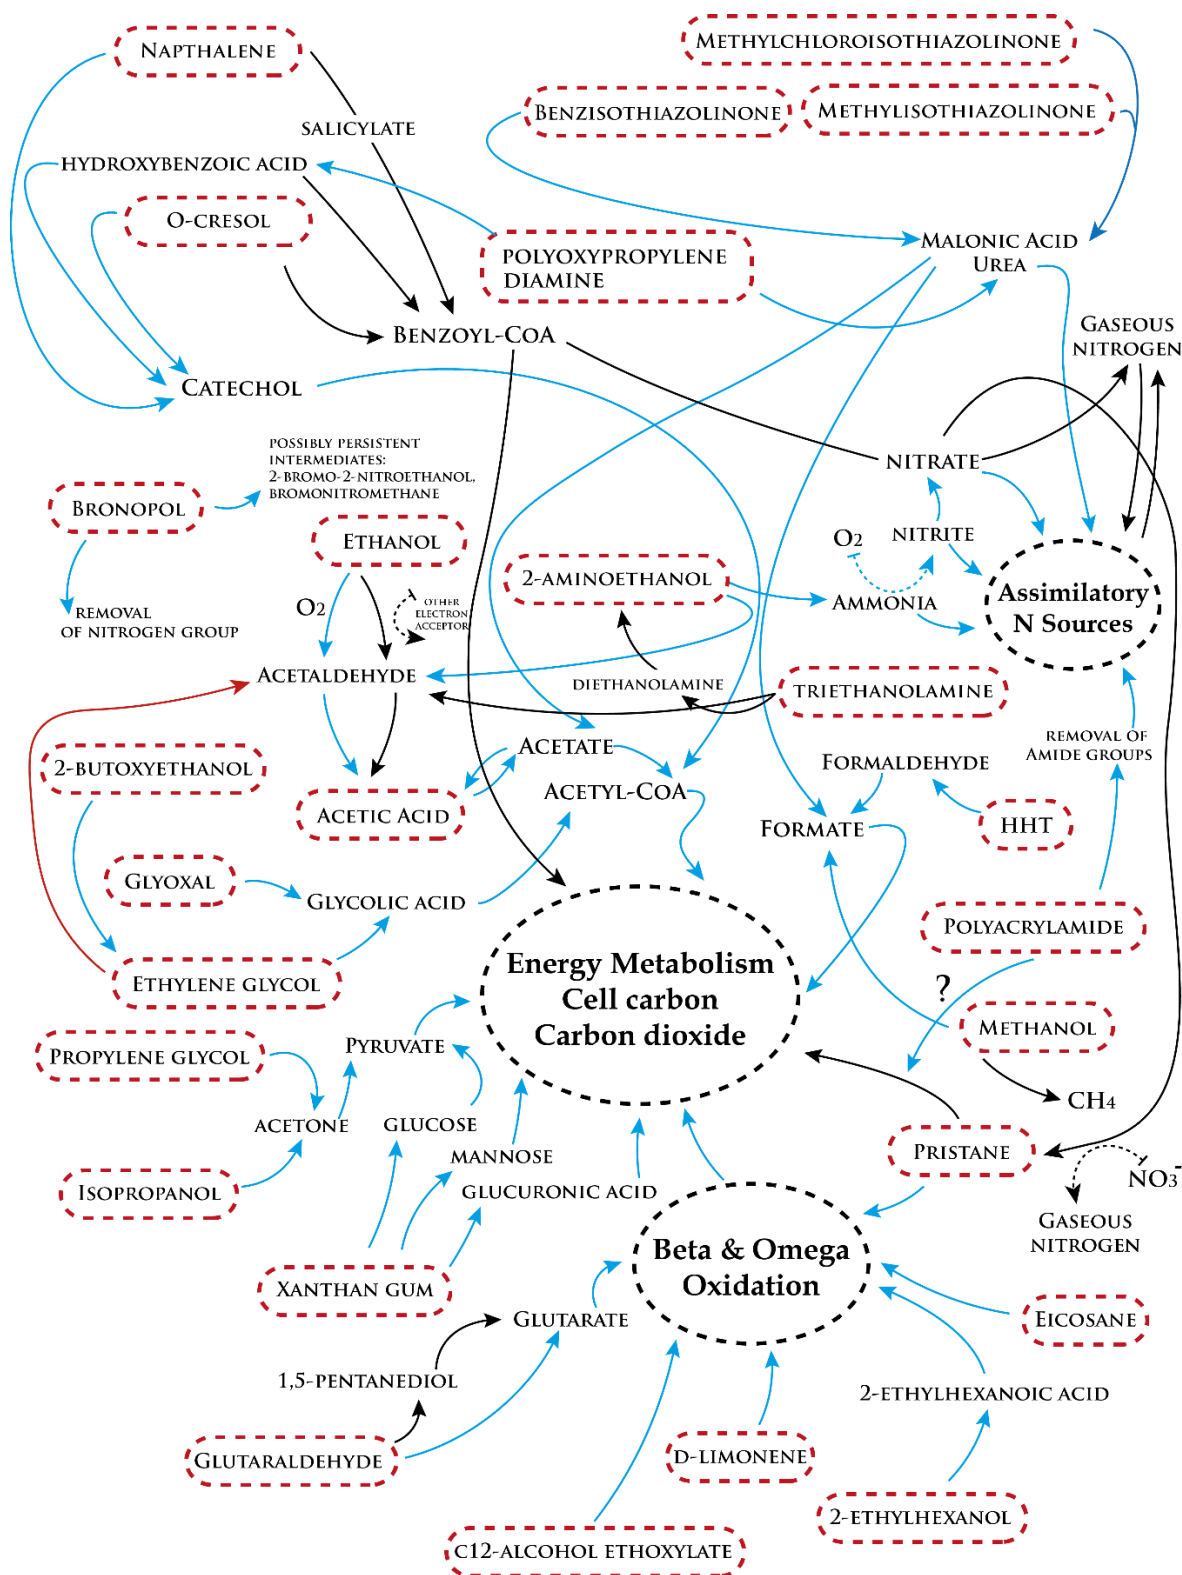 NAPTHALENE
METHYLCHLOROISOTHIAZOLINONE
BENZISOTHIAZOLINONE
METHYLISOTHIAZOLINONE
SALICYLATE
HYDROXYBENZOIC ACID
O-CRESOL
POLYOXYPROPYLENE
DIAMINE
MALONIC ACID
UREA
BENZOYL-COA
GASEOUS
NITROGEN
CATECHOL
POSSIBLY PERSISTENT
INTERMEDIATES:
2-BROMO-2-NITROETHANOL,
BROMONITROMETHANE
NITRATE
BRONOPOL
ETHANOL
O2
NITRITE
2-AMINOETHANOL
AMMONIA
Assimilatory
N Sources
REMOVAL
OF NITROGEN GROUP
O2
OTHER
ELECTRON
ACCEPTOR
ACETALDEHYDE
DIETHANOLAMINE
TRIETHANOLAMINE
2-BUTOXYETHANOL
ACETATE
REMOVAL OF
AMIDE GROUPS
FORMALDEHYDE
ACETYL-COA
ACETIC ACID
FORMATE
HHT
GLYOXAL
GLYCOLIC ACID
POLYACRYLAMIDE
ETHYLENE GLYCOL
Energy Metabolism
Cell carbon
Carbon dioxide
?
METHANOL
PROPYLENE GLYCOL
PYRUVATE
CH4
ACETONE
GLUCOSE
MANNOSE
PRISTANE
ISOPROPANOL
GLUCURONIC ACID
NO3-
GASEOUS
NITROGEN
Beta & Omega
Oxidation
XANTHAN GUM
GLUTARATE
EICOSANE
1,5-PENTANEDIOL
2-ETHYLHEXANOIC ACID
GLUTARALDEHYDE
D-LIMONENE
2-ETHYLHEXANOL
C12-ALCOHOL ETHOXYLATE